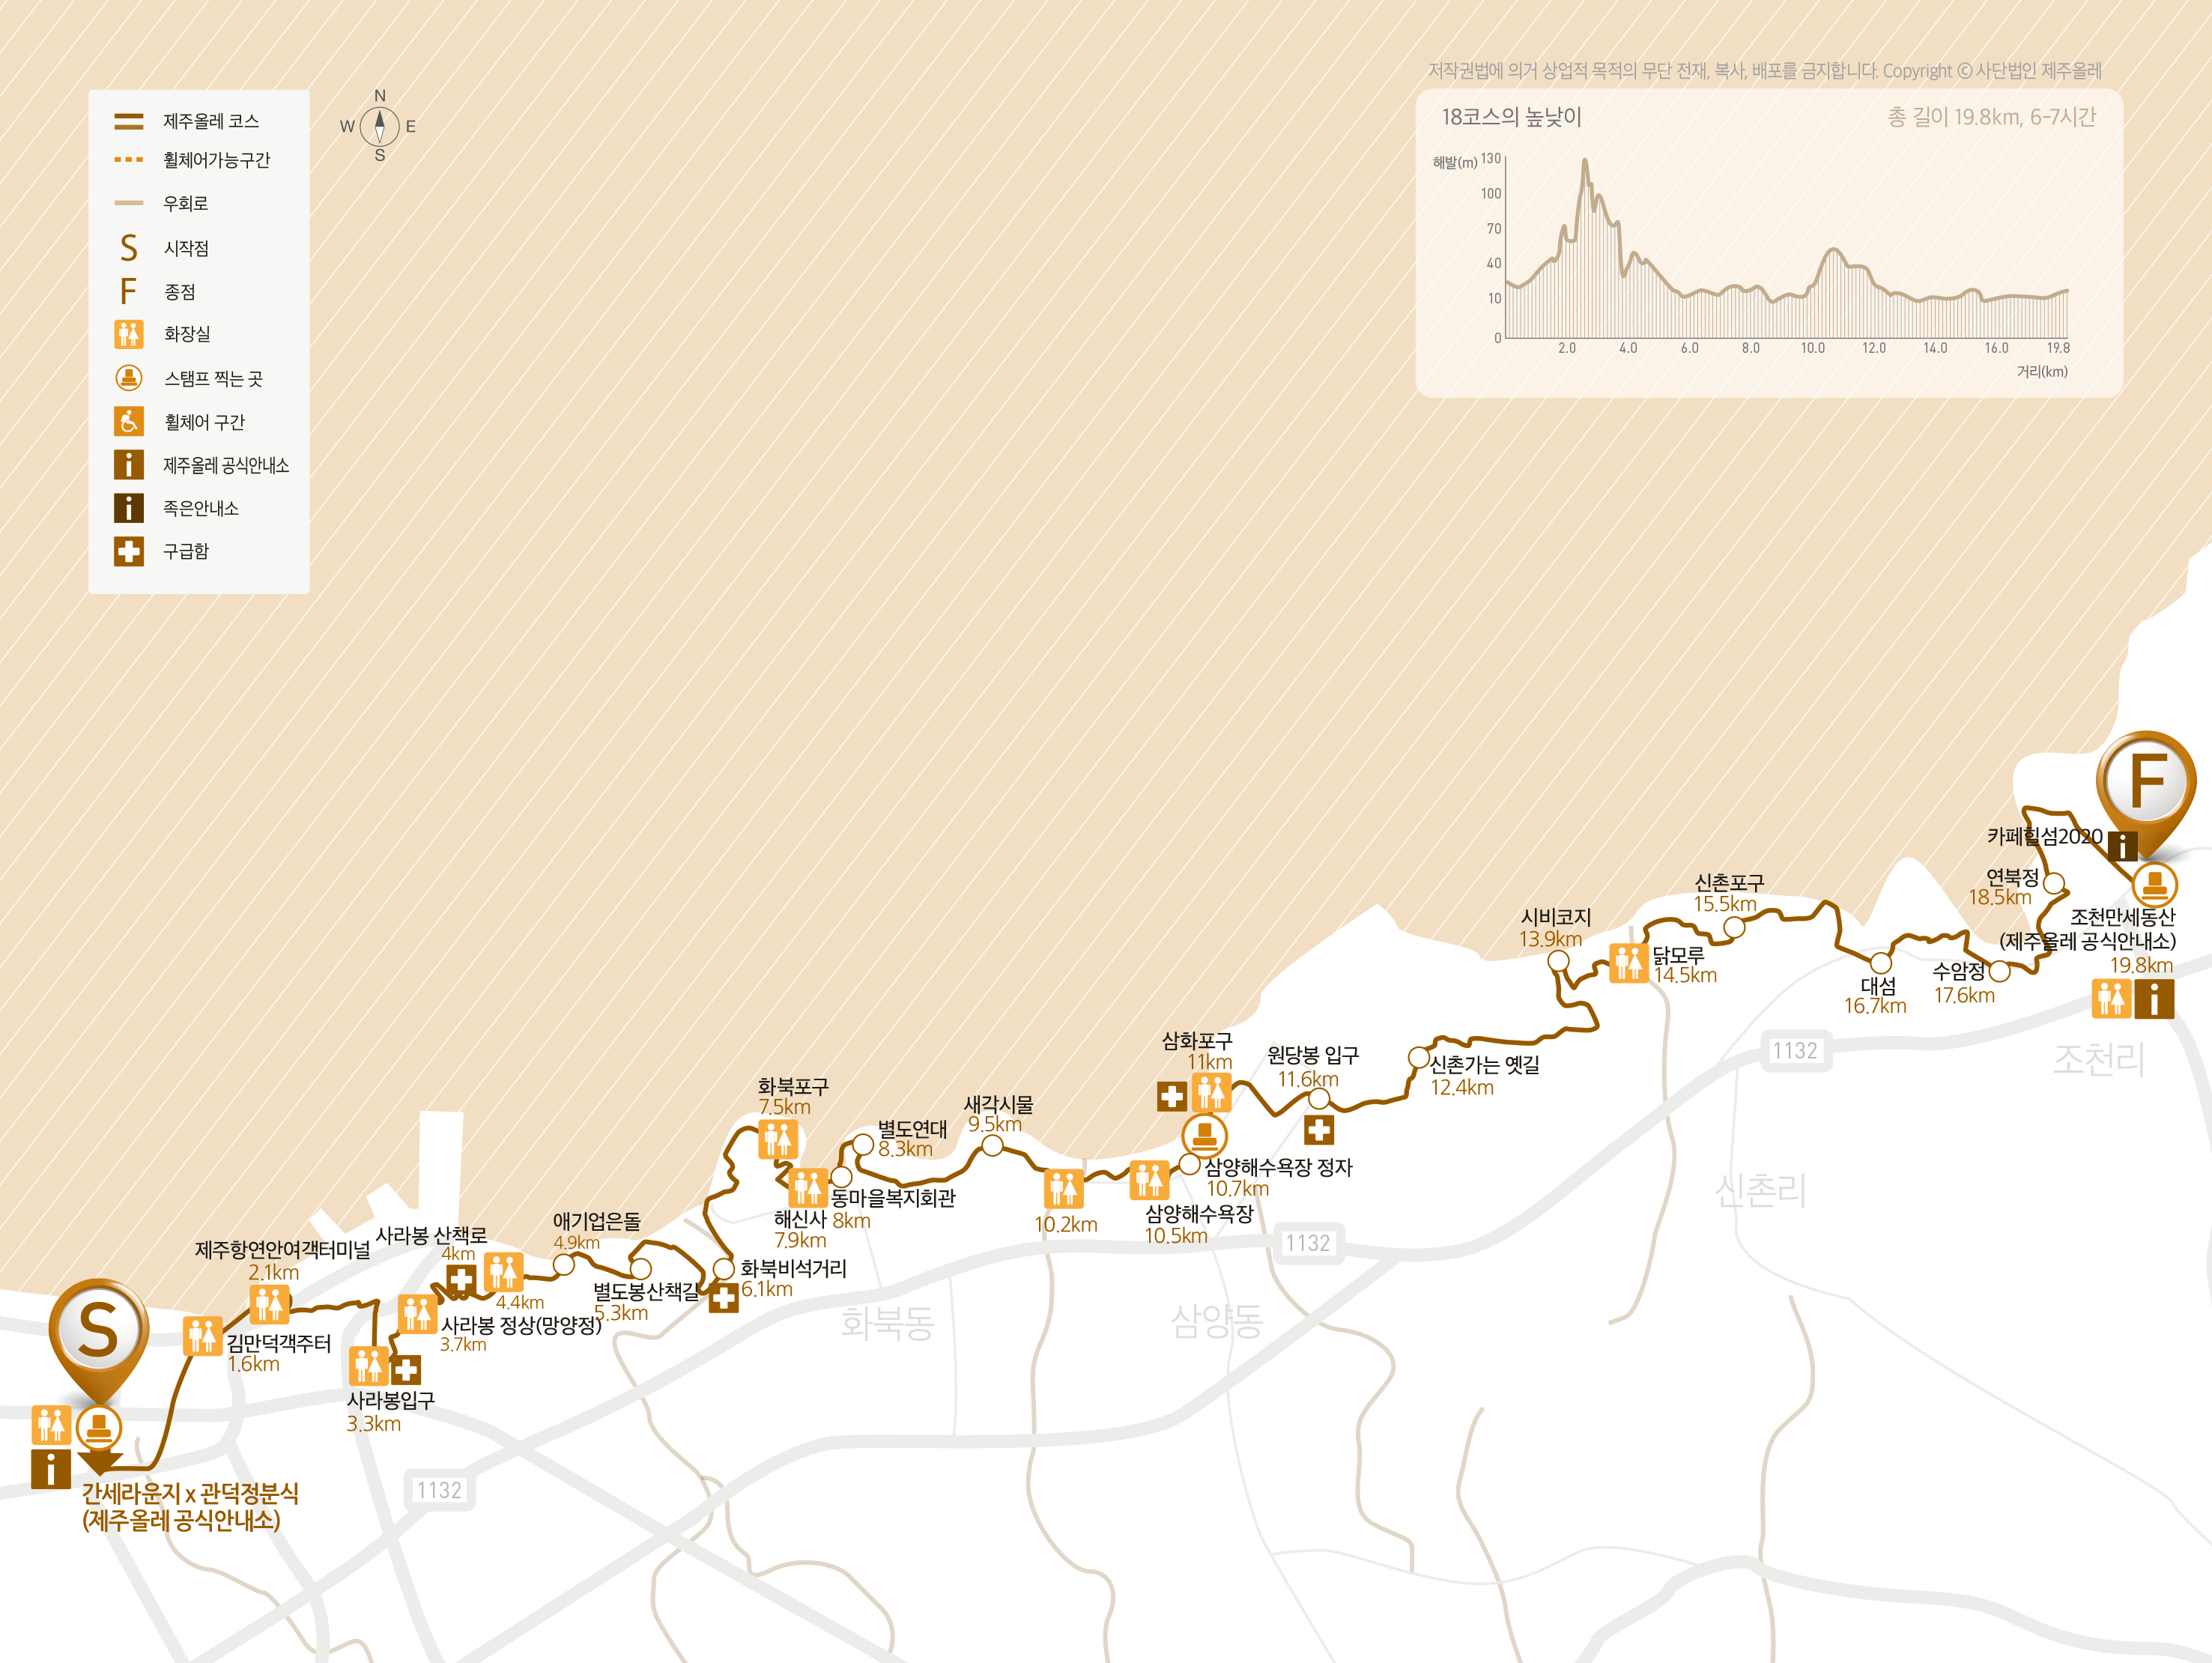 저작권법에 의거 상업적 목적의 무단 전재, 복사, 배포를 금지합니다. Copyright ⓒ 사단법인 제주올레
제주올레 코스
휠체어가능구간
우회로
S 시작점
F 종점
화장실
스탬프 찍는 곳
휠체어 구간
i 제주올레 공식안내소
i 족은안내소
구급함
N
W E
S
18코스의 높낮이
총 길이 19.8km, 6-7시간
해발(m)
130
100
70
40
10
0
2.0 4.0 6.0 8.0 10.0 12.0 14.0 16.0 19.8
거리(km)
S
i
간세라운지 x 관덕정분식
(제주올레 공식안내소)
김만덕객주터
1.6km
제주항연안여객터미널
2.1km
사라봉입구
3.3km
사라봉 정상(망양정)
3.7km
사라봉 산책로
4km
4.4km
애기업은돌
4.9km
별도봉산책길
5.3km
화북비석거리
6.1km
화북포구
7.5km
해신사
7.9km
동마을복지회관
8km
별도연대
8.3km
새각시물
9.5km
10.2km
삼양해수욕장
10.5km
삼양해수욕장 정자
10.7km
삼화포구
11km
원당봉 입구
11.6km
신촌가는 옛길
12.4km
시비코지
13.9km
닭모루
14.5km
신촌포구
15.5km
대섬
16.7km
수암정
17.6km
연북정
18.5km
카페힐섬2020
i
F
조천만세동산
(제주올레 공식안내소)
19.8km
i
1132
1132
1132
화북동
삼양동
신촌리
조천리